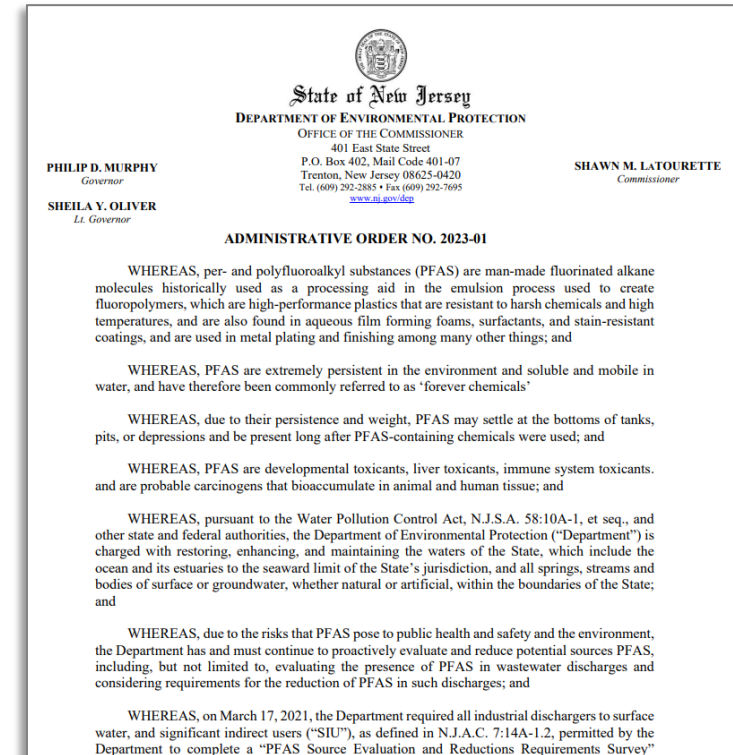 State of New Jersey
DEPARTMENT OF ENVIRONMENTAL PROTECTION
OFFICE OF THE COMMISSIONER
401 East State Street
P.O. Box 402, Mail Code 401-07
Trenton, New Jersey 08625-0420
Tel. (609) 292-2885 • Fax (609) 292-7695
www.nj.gov/dep
PHILIP D. MURPHY
Governor
SHEILA Y. OLIVER
Lt. Governor
SHAWN M. LATOURETTE
Commissioner
ADMINISTRATIVE ORDER NO. 2023-01
WHEREAS, per- and polyfluoroalkyl substances (PFAS) are man-made fluorinated alkane
molecules historically used as a processing aid in the emulsion process used to create
fluoropolymers, which are high-performance plastics that are resistant to harsh chemicals and high
temperatures, and are also found in aqueous film forming foams, surfactants, and stain-resistant
coatings, and are used in metal plating and finishing among many other things; and
WHEREAS, PFAS are extremely persistent in the environment and soluble and mobile in
water, and have therefore been commonly referred to as ‘forever chemicals’
WHEREAS, due to their persistence and weight, PFAS may settle at the bottoms of tanks,
pits, or depressions and be present long after PFAS-containing chemicals were used; and
WHEREAS, PFAS are developmental toxicants, liver toxicants, immune system toxicants.
and are probable carcinogens that bioaccumulate in animal and human tissue; and
WHEREAS, pursuant to the Water Pollution Control Act, N.J.S.A. 58:10A-1, et seq., and
other state and federal authorities, the Department of Environmental Protection (“Department”) is
charged with restoring, enhancing, and maintaining the waters of the State, which include the
ocean and its estuaries to the seaward limit of the State’s jurisdiction, and all springs, streams and
bodies of surface or groundwater, whether natural or artificial, within the boundaries of the State;
and
WHEREAS, due to the risks that PFAS pose to public health and safety and the environment,
the Department has and must continue to proactively evaluate and reduce potential sources PFAS,
including, but not limited to, evaluating the presence of PFAS in wastewater discharges and
considering requirements for the reduction of PFAS in such discharges; and
WHEREAS, on March 17, 2021, the Department required all industrial dischargers to surface
water, and significant indirect users (“SIU”), as defined in N.J.A.C. 7:14A-1.2, permitted by the
Department to complete a “PFAS Source Evaluation and Reductions Requirements Survey”